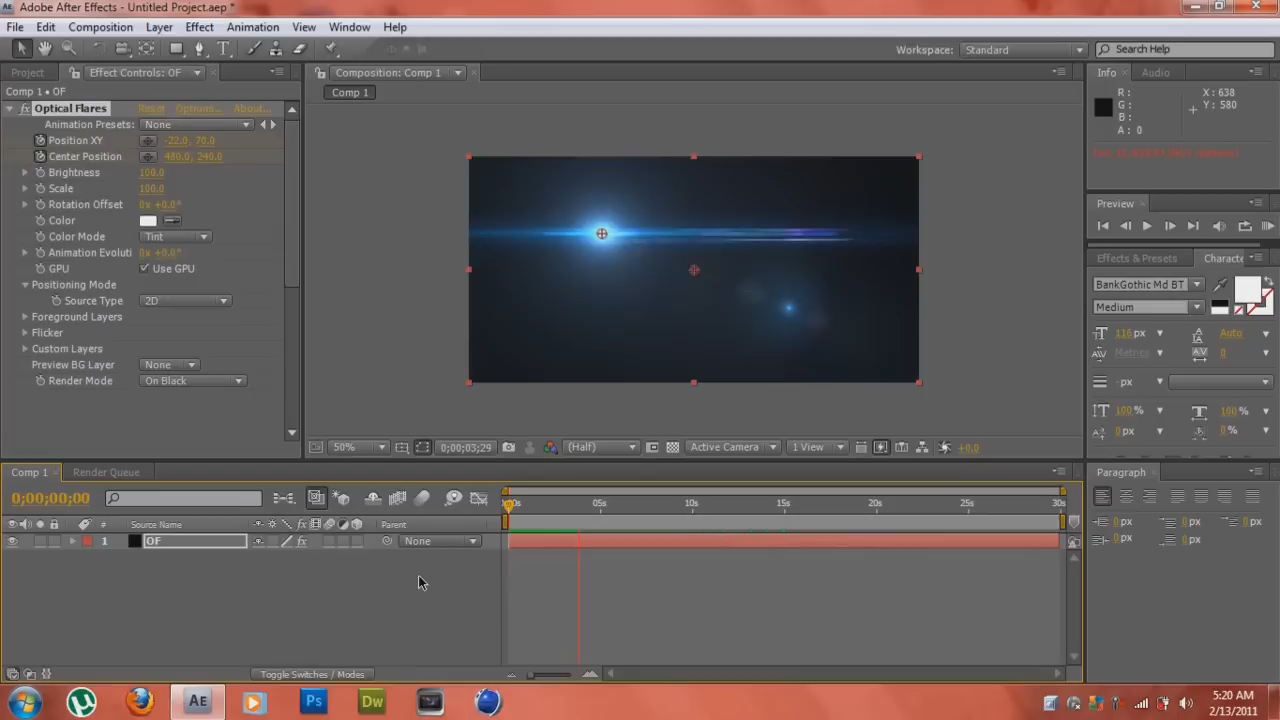 Adobe After Effects - Untitled Project.aep *
File Edit Composition Layer Effect Animation View Window Help
Workspace: Standard Search Help
Project Effect Controls: OF Composition: Comp 1 Info Audio
Comp 1 • OF
Comp 1
Optical Flares Reset Options... About...
Animation Presets: None
Position XY -22.0, 70.0
Center Position 480.0, 240.0
Brightness 100.0
Scale 100.0
Rotation Offset 0x +0.0°
Color
Color Mode Tint
Animation Evoluti 0x +0.0°
GPU Use GPU
Positioning Mode
Source Type 2D
Foreground Layers
Flicker
Custom Layers
Preview BG Layer None
Render Mode On Black
R :
G :
B :
A : 0
X : 638
Y : 580
Preview
Effects & Presets Characte
BankGothic Md BT
Medium
116 px Auto
Metrics 0
- px
100 % 100 %
0 px 0 %
50% 0;00;03;29 (Half) Active Camera 1 View +0.0
Comp 1 Render Queue
Paragraph
0;00;00;00
05s 10s 15s 20s 25s 30s
# Source Name Parent
1 OF None
0 px 0 px 0 px
0 px 0 px
Toggle Switches / Modes
Ae Ps Dw
5:20 AM
2/13/2011